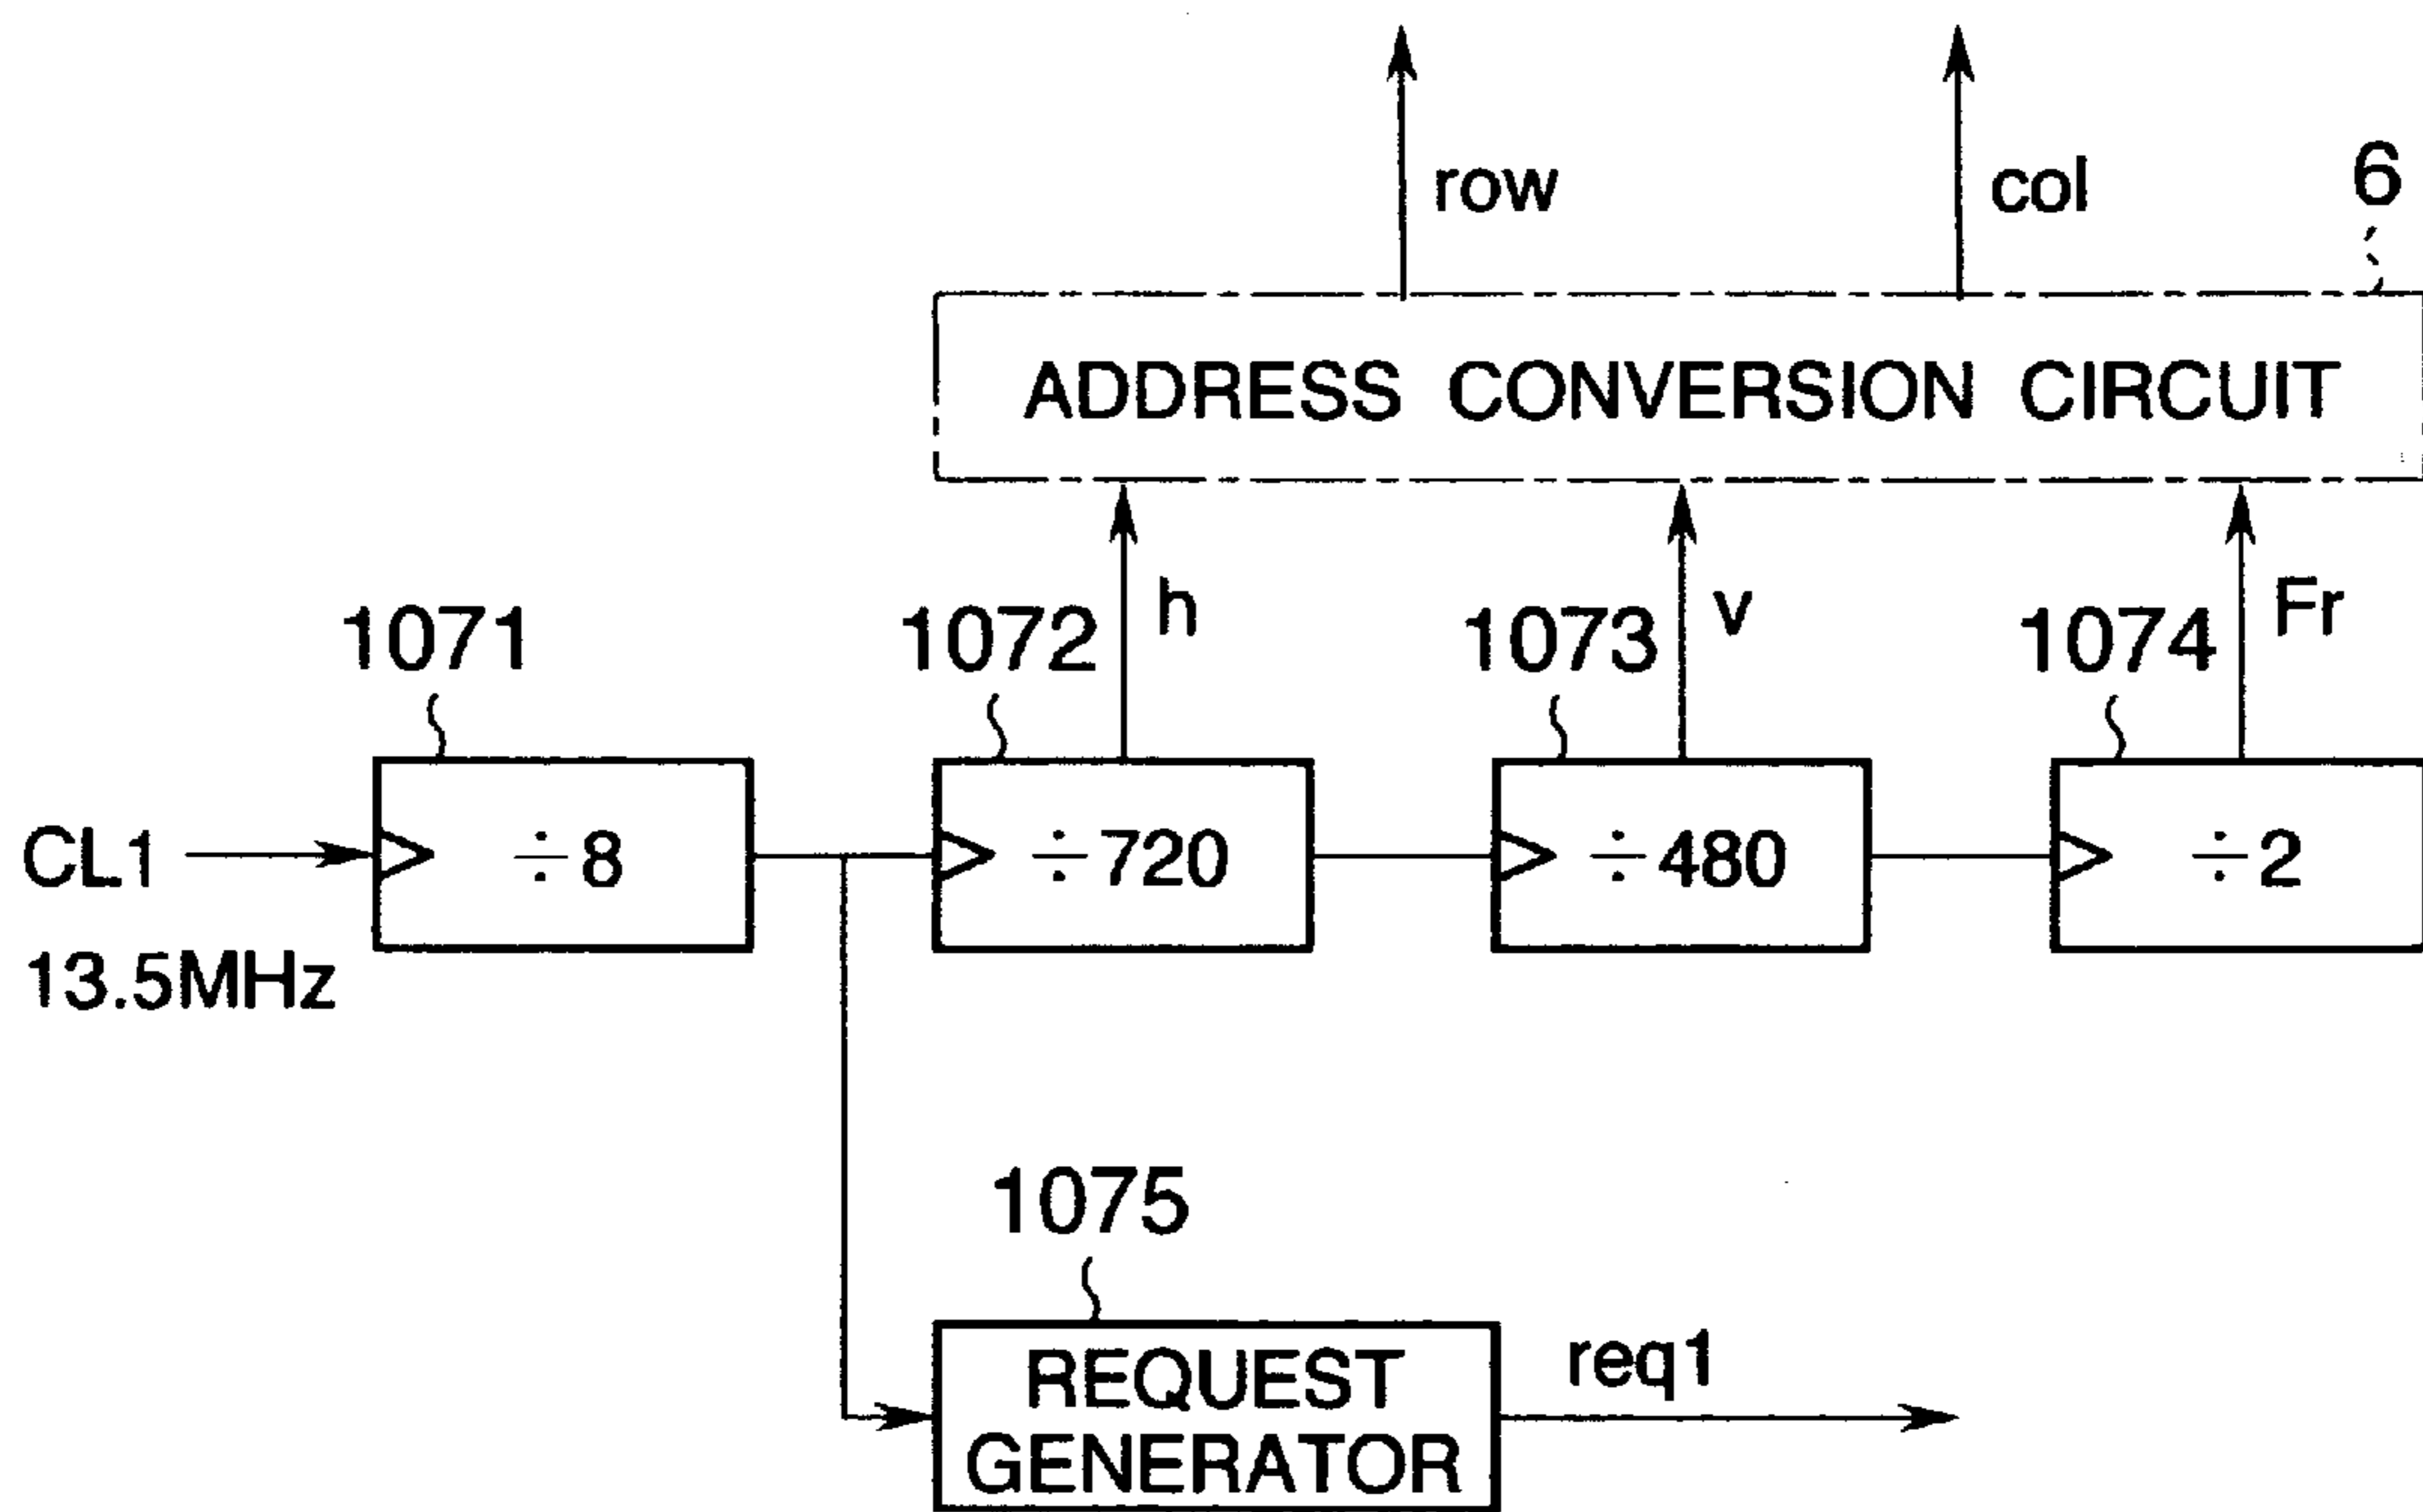 row
col
6
ADDRESS CONVERSION CIRCUIT
h
v
Fr
1071
1072
1073
1074
CL1
÷8
÷720
÷480
÷2
13.5MHz
1075
REQUEST
GENERATOR
req1